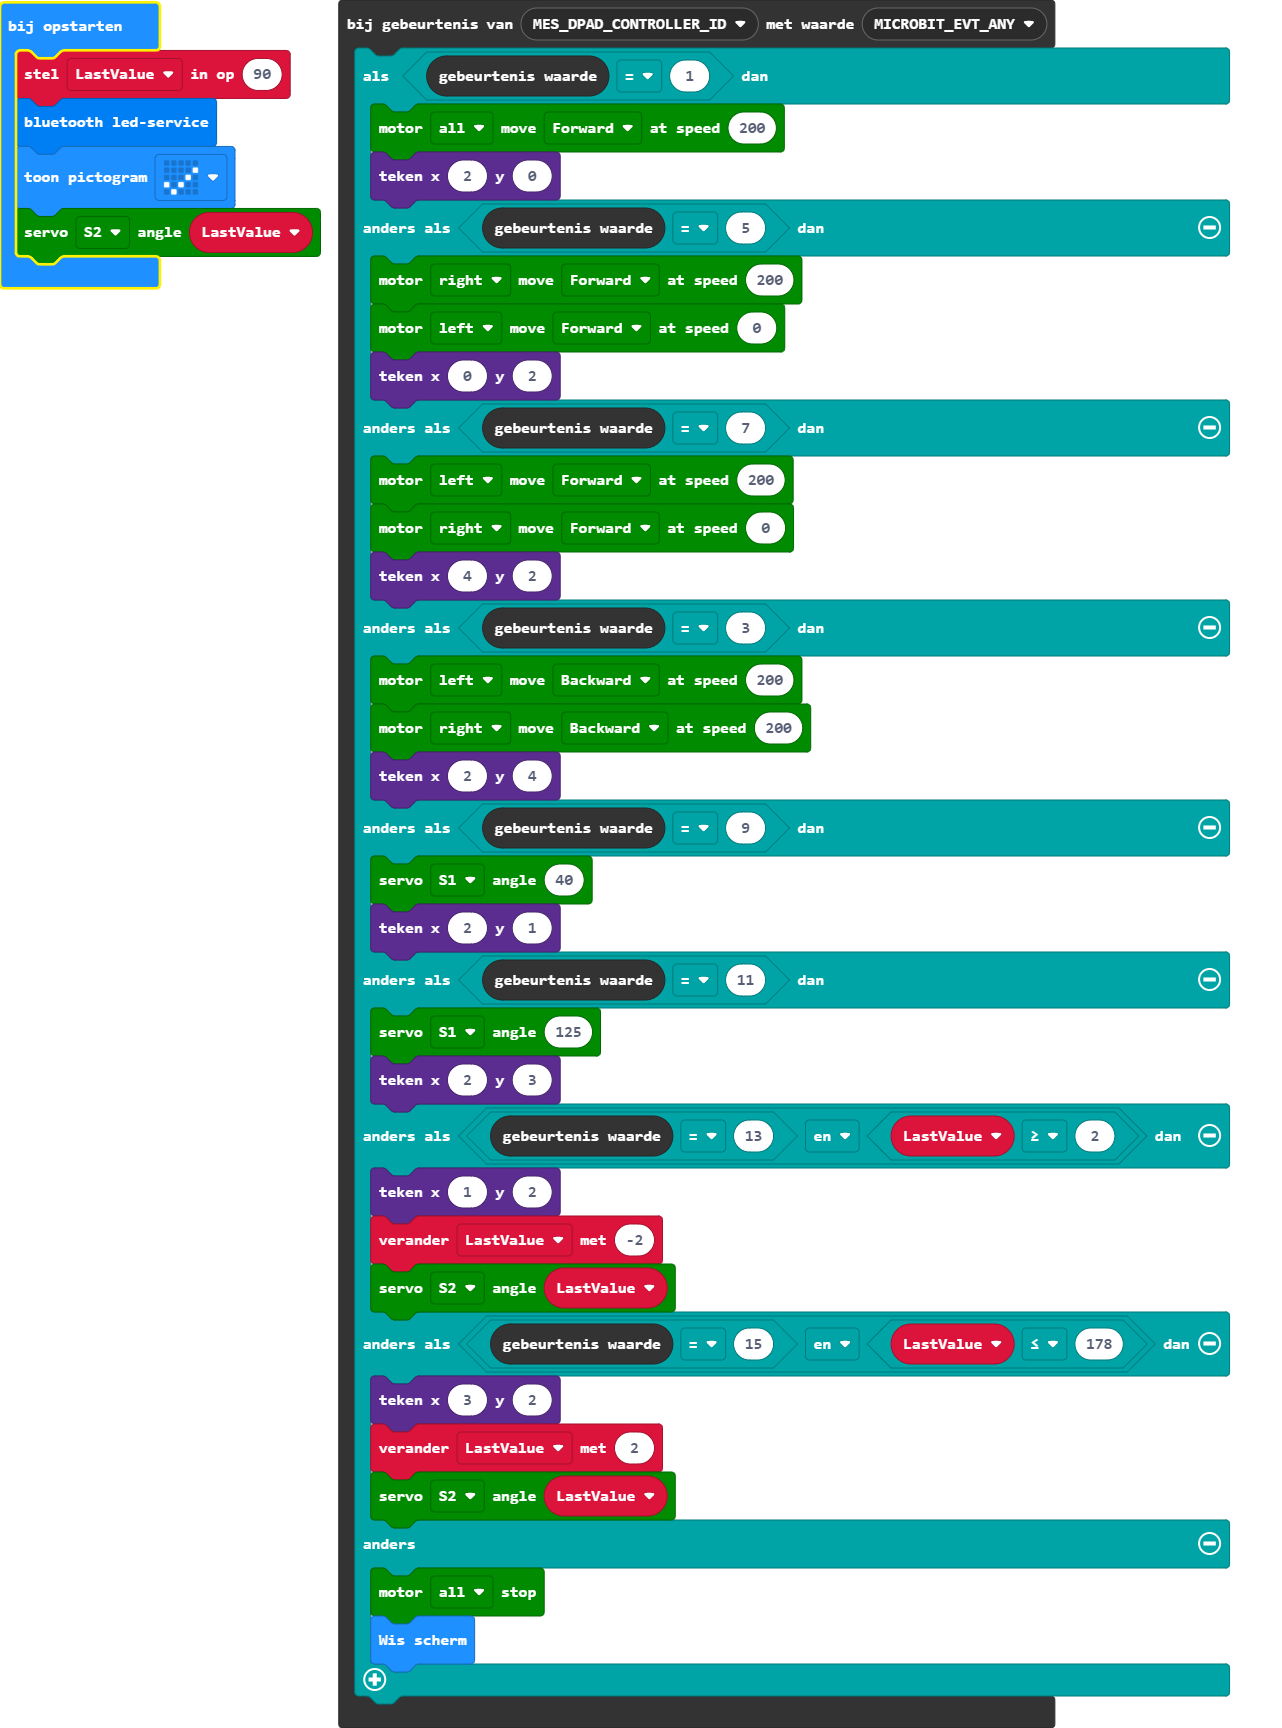 bij opstarten
stel LastValue in op 90
bluetooth led-service
toon pictogram
servo S2 angle LastValue
bij gebeurtenis van MES_DPAD_CONTROLLER_ID met waarde MICROBIT_EVT_ANY
als gebeurtenis waarde = 1 dan
motor all move Forward at speed 200
teken x 2 y 0
anders als gebeurtenis waarde = 5 dan
motor right move Forward at speed 200
motor left move Forward at speed 0
teken x 0 y 2
anders als gebeurtenis waarde = 7 dan
motor left move Forward at speed 200
motor right move Forward at speed 0
teken x 4 y 2
anders als gebeurtenis waarde = 3 dan
motor left move Backward at speed 200
motor right move Backward at speed 200
teken x 2 y 4
anders als gebeurtenis waarde = 9 dan
servo S1 angle 40
teken x 2 y 1
anders als gebeurtenis waarde = 11 dan
servo S1 angle 125
teken x 2 y 3
anders als gebeurtenis waarde = 13 en LastValue ≥ 2 dan
teken x 1 y 2
verander LastValue met -2
servo S2 angle LastValue
anders als gebeurtenis waarde = 15 en LastValue ≤ 178 dan
teken x 3 y 2
verander LastValue met 2
servo S2 angle LastValue
anders
motor all stop
Wis scherm